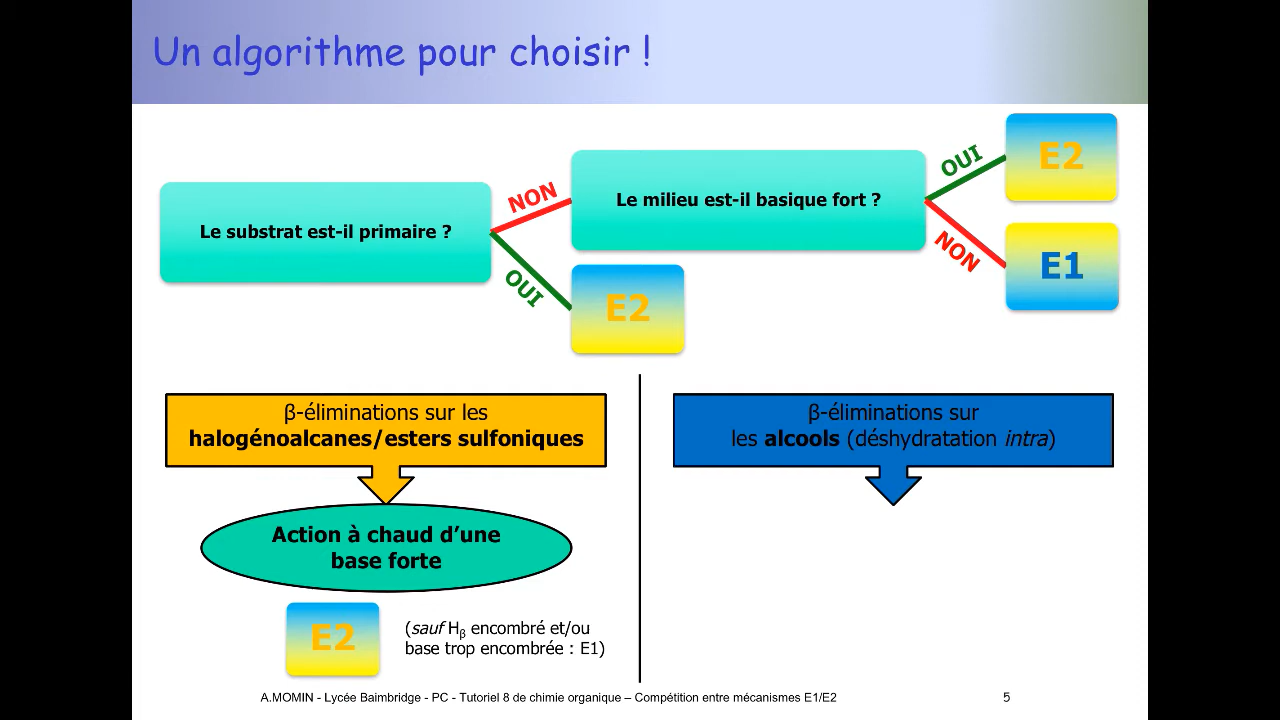 Un algorithme pour choisir !
Le substrat est-il primaire ?
NON
OUI
Le milieu est-il basique fort ?
OUI
NON
E2
E1
E2
β-éliminations sur les
halogénoalcanes/esters sulfoniques
Action à chaud d’une
base forte
E2
(sauf Hβ encombré et/ou
base trop encombrée : E1)
β-éliminations sur
les alcools (déshydratation intra)
A.MOMIN - Lycée Baimbridge - PC - Tutoriel 8 de chimie organique – Compétition entre mécanismes E1/E2
5